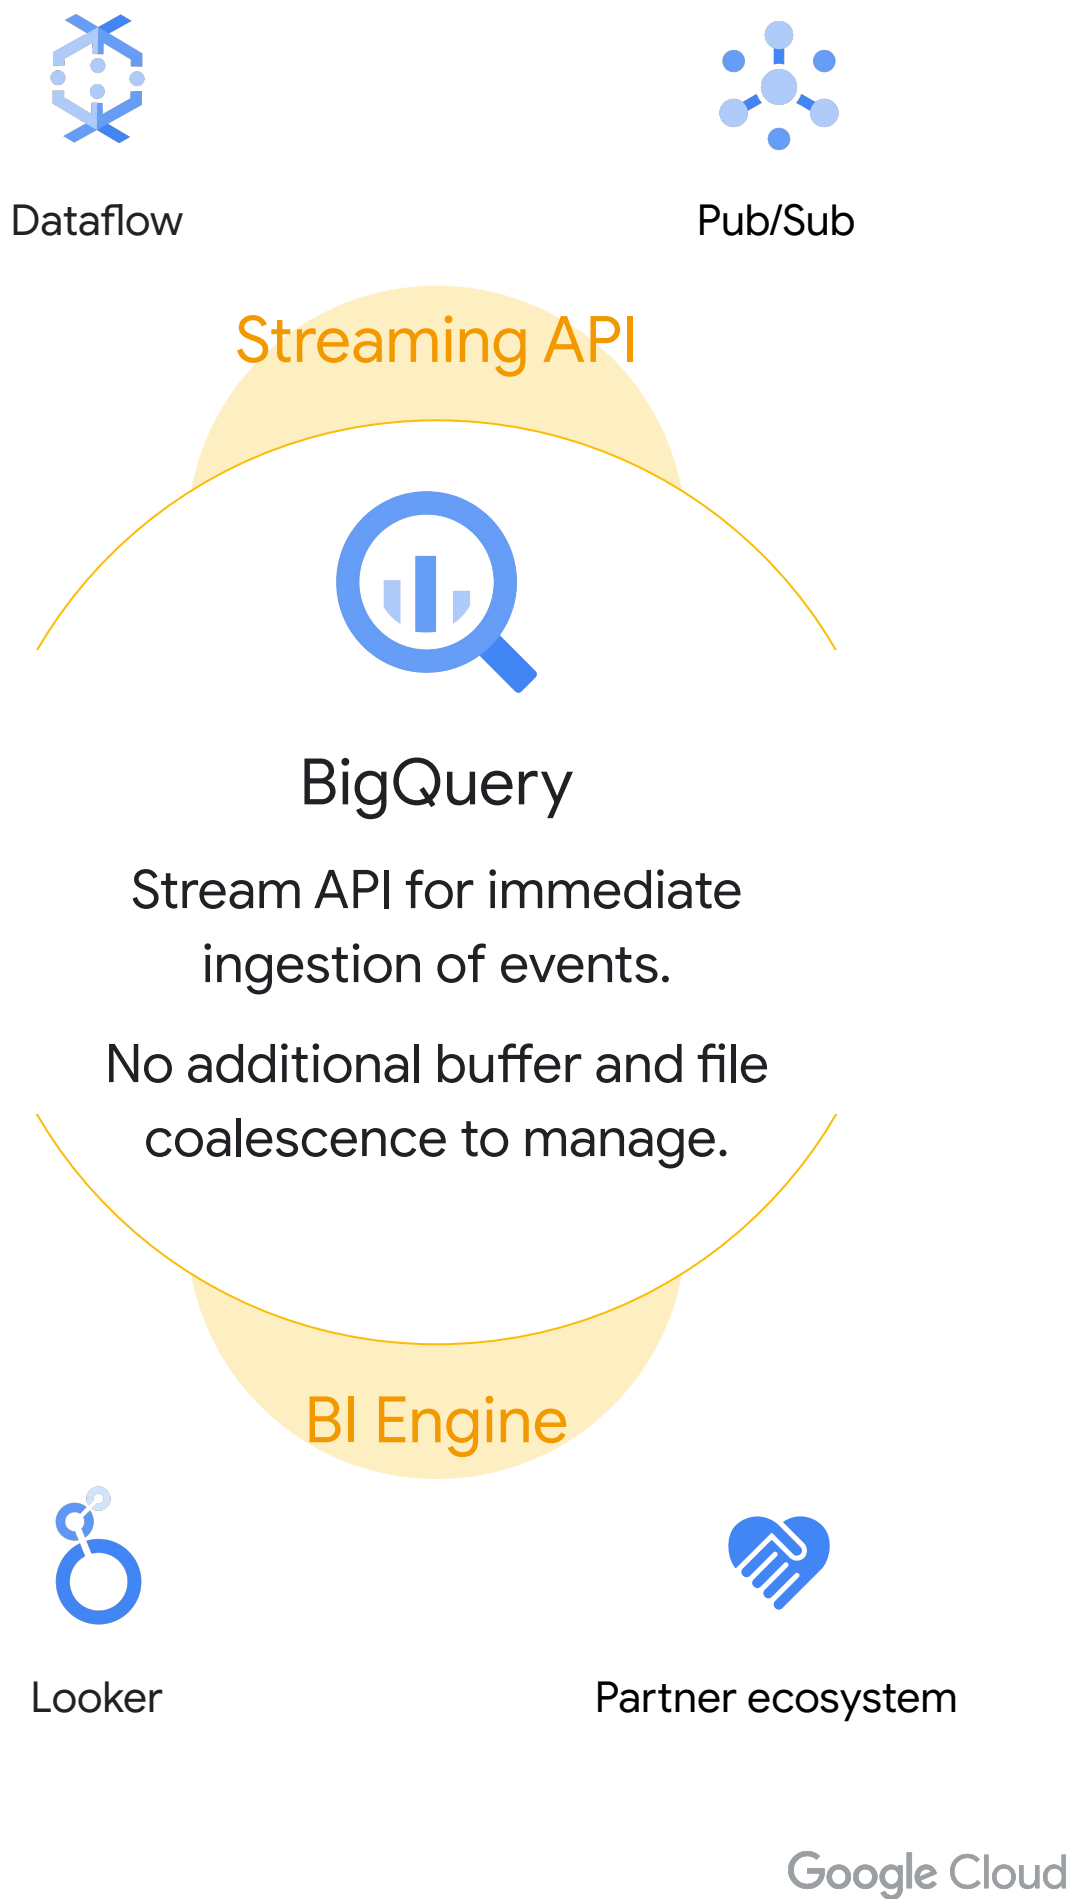 Dataflow
Pub/Sub
Streaming API
BigQuery
Stream API for immediate
ingestion of events.
No additional buffer and file
coalescence to manage.
BI Engine
Looker
Partner ecosystem
Google Cloud